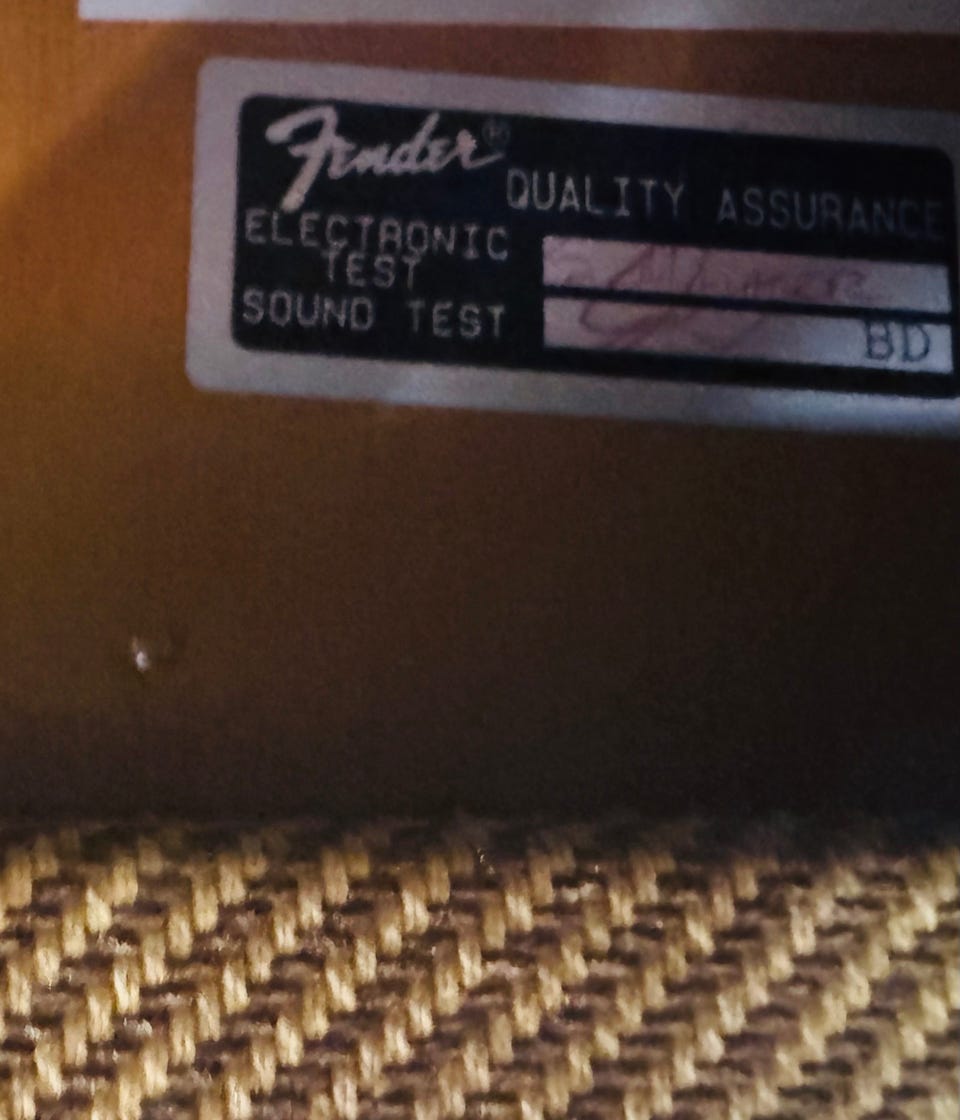 Fender®
QUALITY ASSURANCE
ELECTRONIC
TEST
SOUND TEST
BD